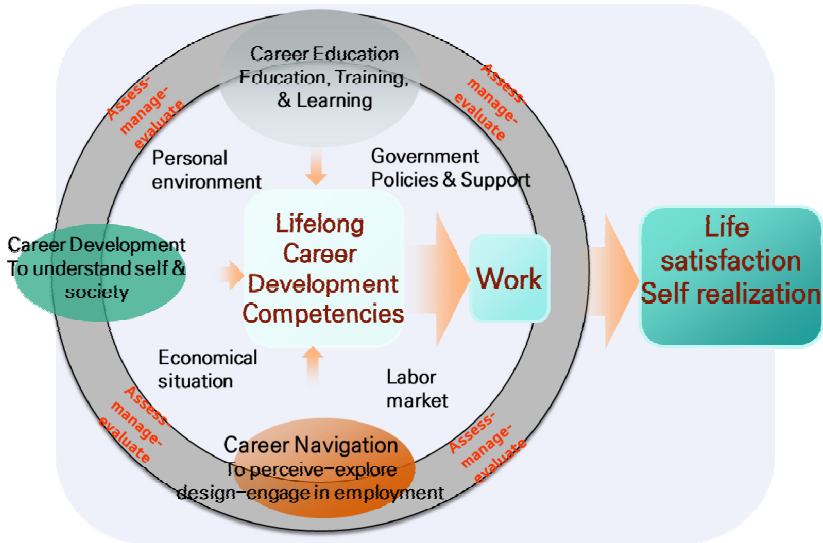 Career Education
Education, Training,
& Learning
Assess-
manage-
evaluate
Assess-
manage-
evaluate
Personal
environment
Government
Policies & Support
Career Development
To understand self &
society
Lifelong
Career
Development
Competencies
Work
Life
satisfaction
Self realization
Economical
situation
Labor
market
Assess-
manage-
evaluate
Assess-
manage-
evaluate
Career Navigation
To perceive-explore
design-engage in employment